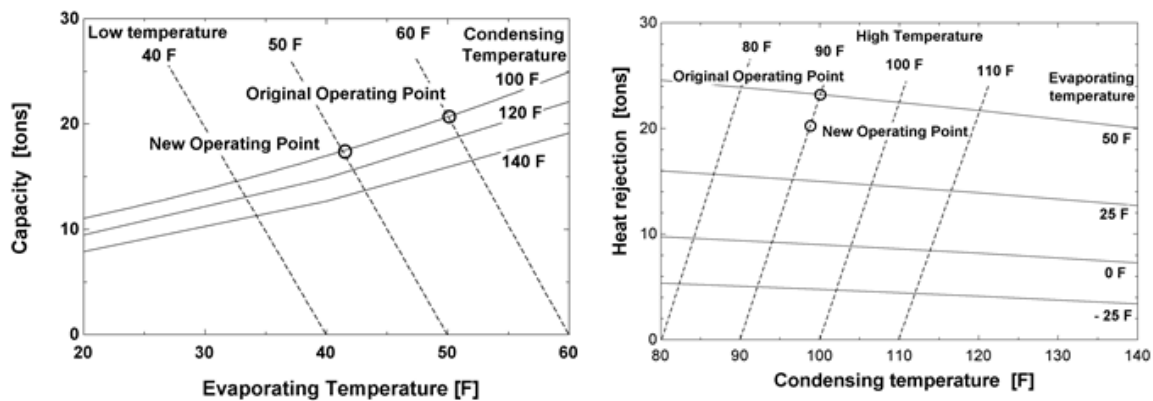 Capacity [tons]
30
20
10
0
20
30
40
50
60
Evaporating Temperature [F]
Low temperature
40 F
50 F
60 F
Condensing
Temperature
100 F
120 F
140 F
Original Operating Point
New Operating Point
Heat rejection [tons]
30
20
10
0
80
90
100
110
120
130
140
Condensing temperature [F]
80 F
90 F
100 F
110 F
High Temperature
Original Operating Point
New Operating Point
Evaporating
temperature
50 F
25 F
0 F
- 25 F